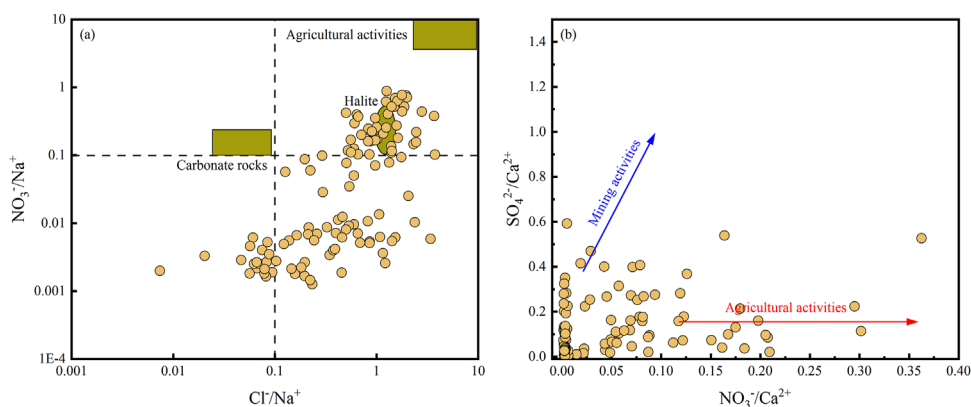 (a)
Agricultural activities
Halite
Carbonate rocks
10
1
0.1
0.01
0.001
1E-4
NO₃⁻/Na⁺
0.001
0.01
0.1
1
10
Cl⁻/Na⁺
(b)
Mining activities
Agricultural activities
1.4
1.2
1.0
0.8
0.6
0.4
0.2
0.0
SO₄²⁻/Ca²⁺
0.00
0.05
0.10
0.15
0.20
0.25
0.30
0.35
0.40
NO₃⁻/Ca²⁺